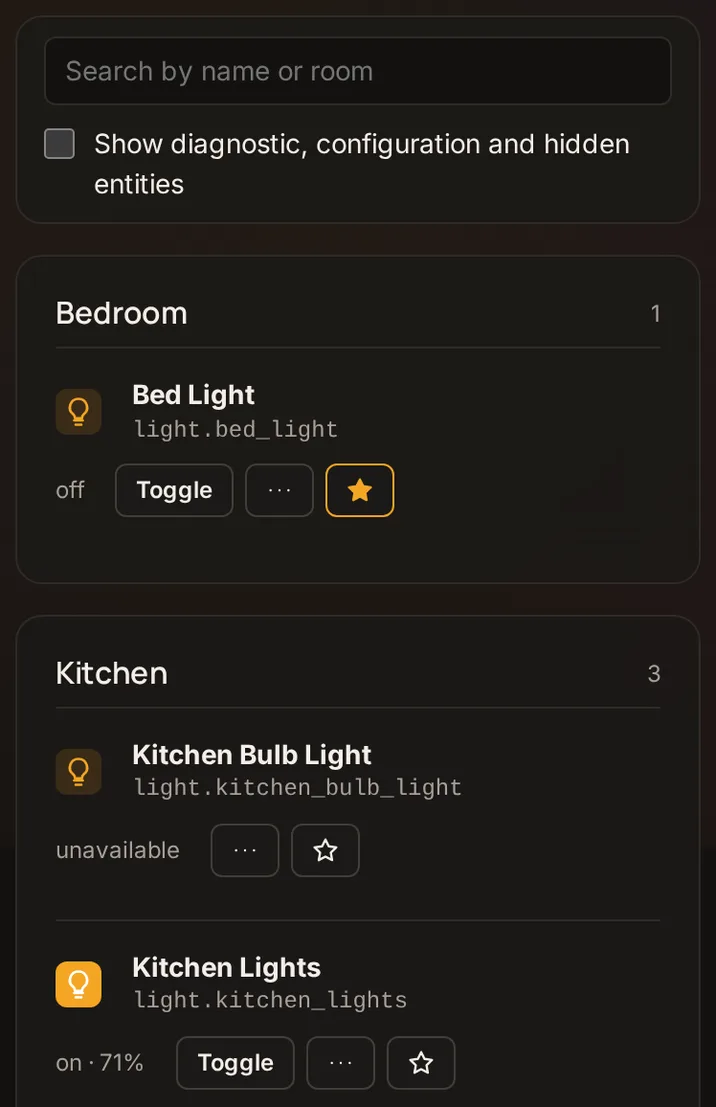 Search by name or room
Show diagnostic, configuration and hidden
entities
Bedroom
1
Bed Light
light.bed_light
off
Toggle
...
Kitchen
3
Kitchen Bulb Light
light.kitchen_bulb_light
unavailable
...
Kitchen Lights
light.kitchen_lights
on · 71%
Toggle
...